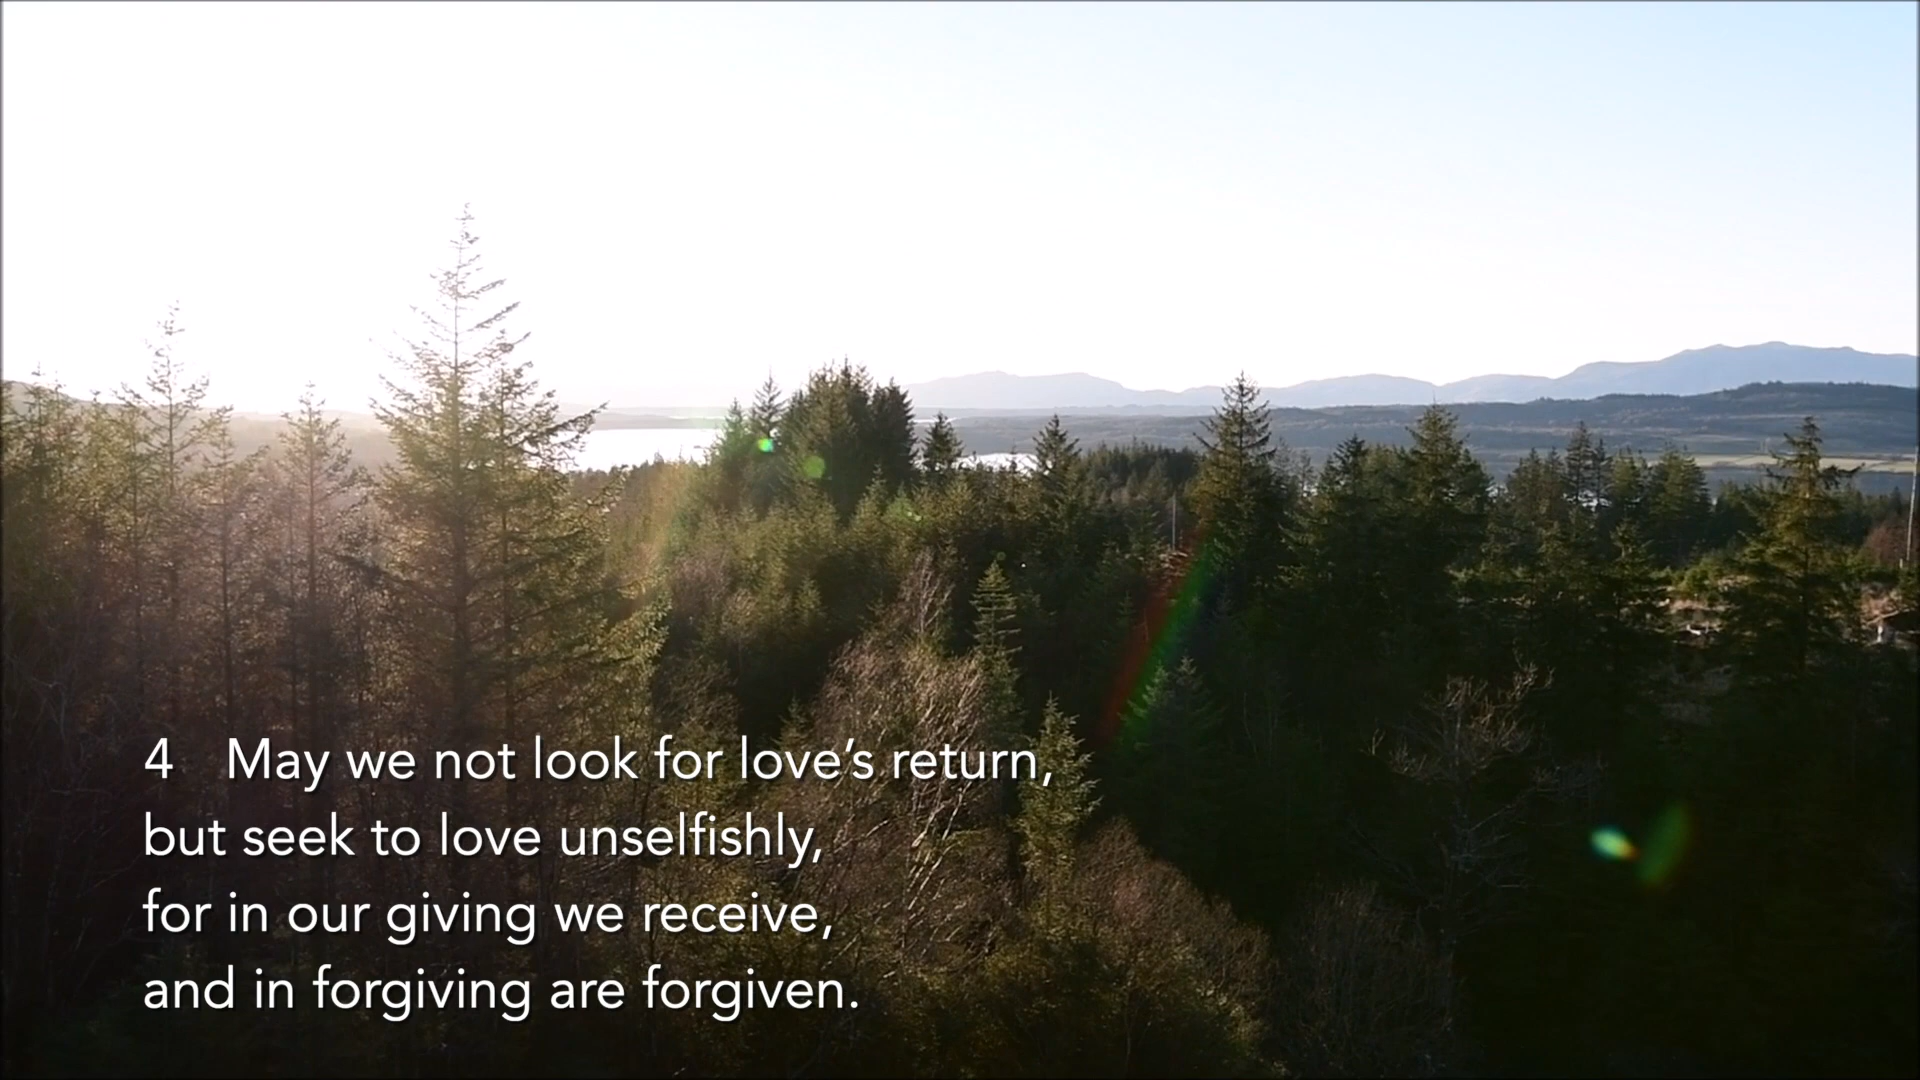 4 May we not look for love’s return,
but seek to love unselfishly,
for in our giving we receive,
and in forgiving are forgiven.